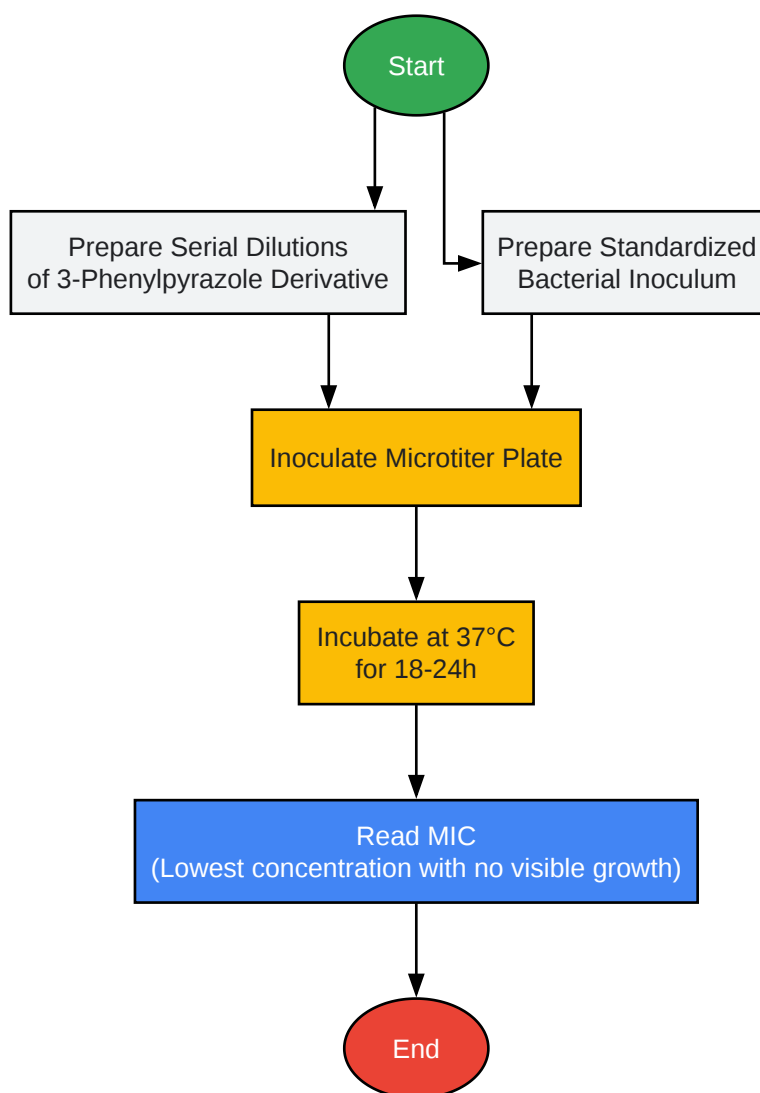 Start
Prepare Serial Dilutions
of 3-Phenylpyrazole Derivative
Prepare Standardized
Bacterial Inoculum
Inoculate Microtiter Plate
Incubate at 37°C
for 18-24h
Read MIC
(Lowest concentration with no visible growth)
End